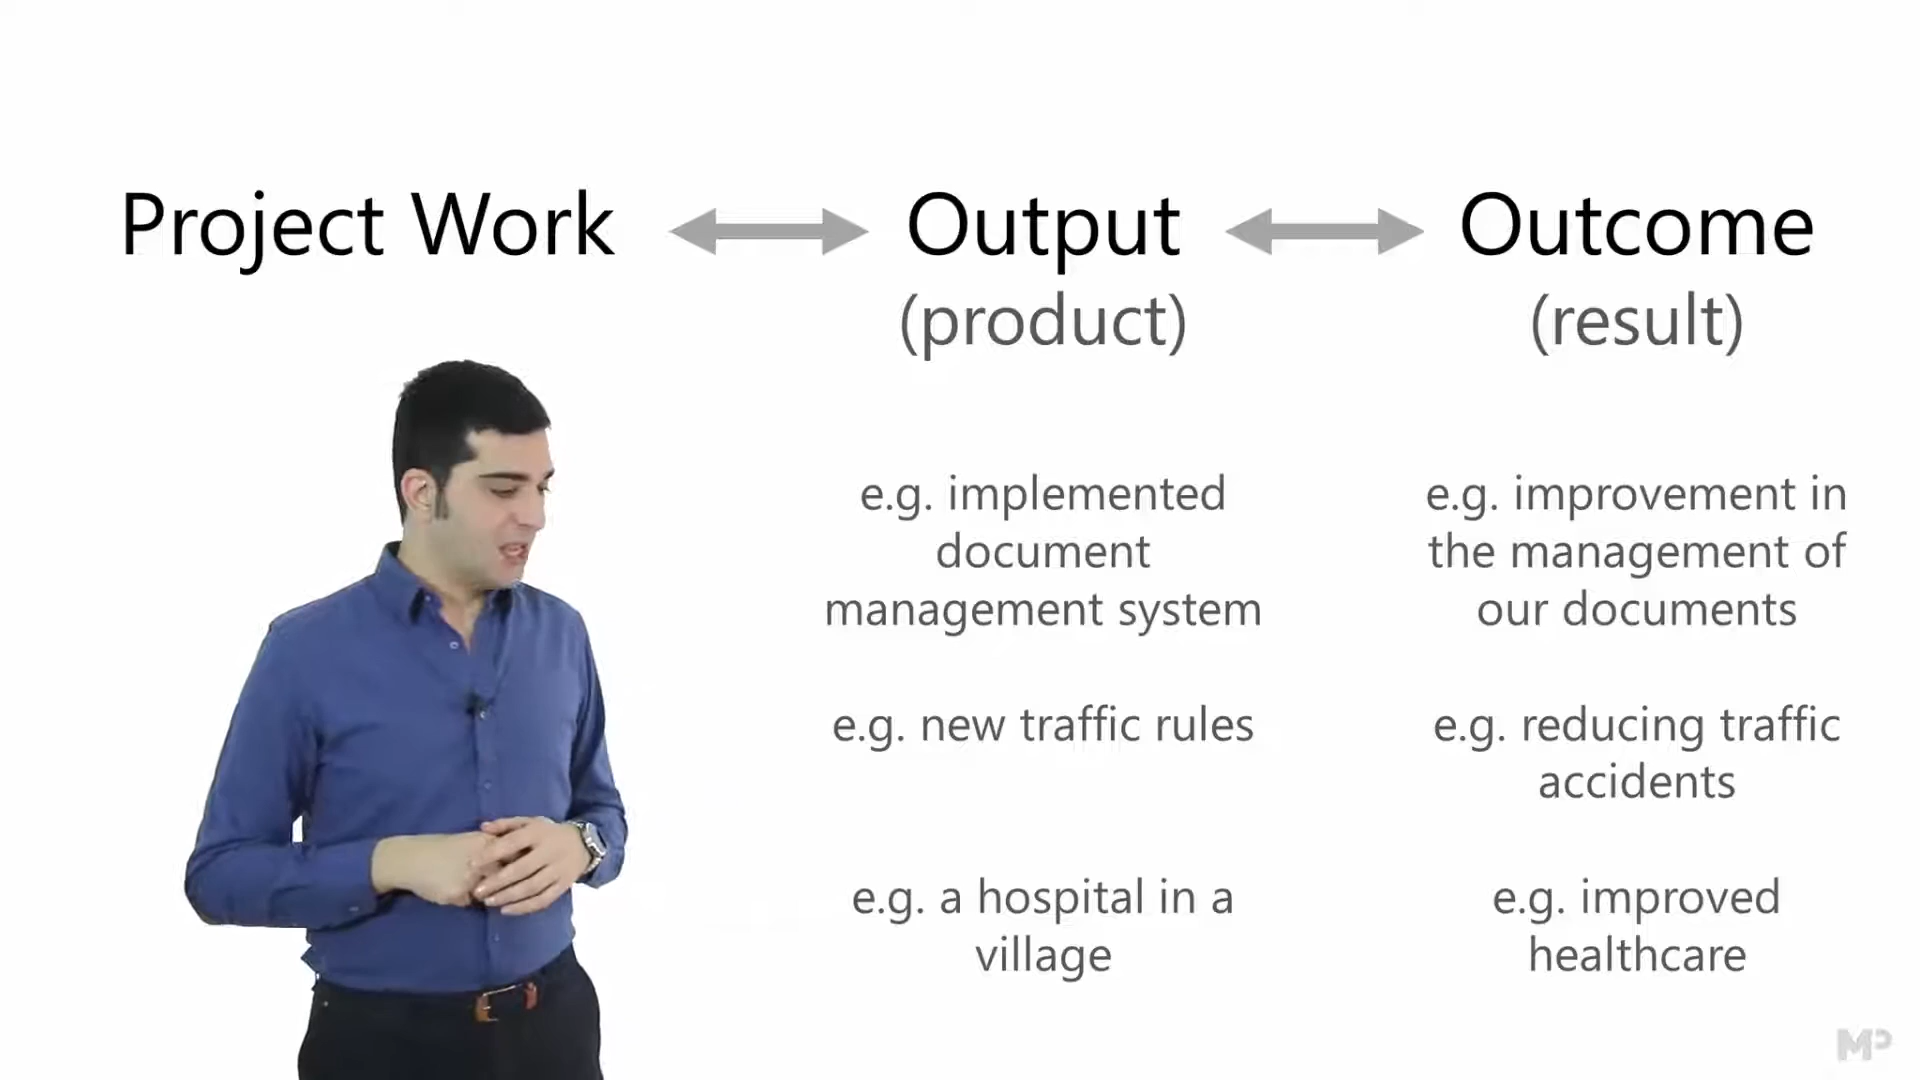 Project Work
Output
Outcome
(product)
(result)
e.g. implemented
document
management system
e.g. improvement in
the management of
our documents
e.g. new traffic rules
e.g. reducing traffic
accidents
e.g. a hospital in a
village
e.g. improved
healthcare
MP